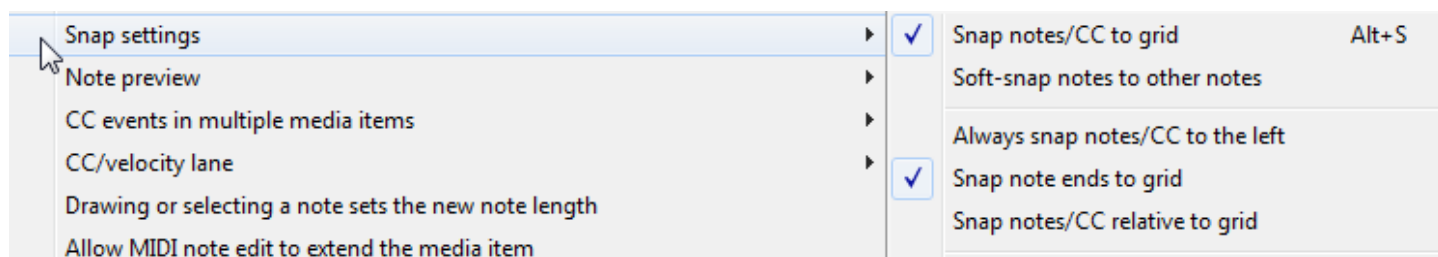 Snap settings
Note preview
CC events in multiple media items
CC/velocity lane
Drawing or selecting a note sets the new note length
Allow MIDI note edit to extend the media item
Snap notes/CC to grid Alt+S
Soft-snap notes to other notes
Always snap notes/CC to the left
Snap note ends to grid
Snap notes/CC relative to grid